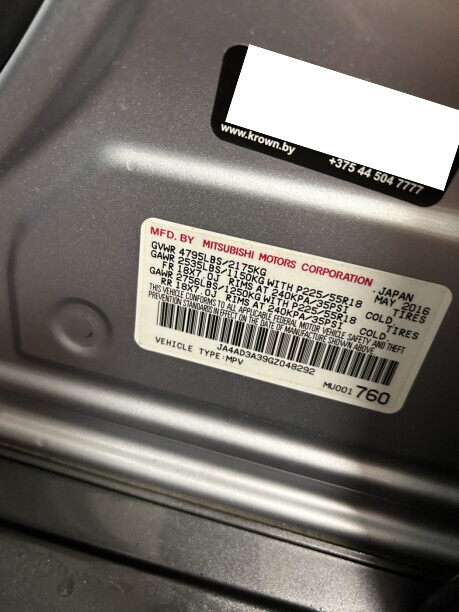 www.krown.by
+375 44 504 7777
MFD. BY MITSUBISHI MOTORS CORPORATION JAPAN
GVWR 4795LBS/2175KG MAY 2016
GAWR 2535LBS/1150KG WITH P225/55R18 TIRES
FR 18X7.0J RIMS AT 240KPA/35PSI COLD
GAWR 2756LBS/1250KG WITH P225/55R18 TIRES
RR 18X7.0J RIMS AT 240KPA/35PSI COLD
THIS VEHICLE CONFORMS TO ALL APPLICABLE FEDERAL MOTOR VEHICLE SAFETY AND THEFT
PREVENTION STANDARDS IN EFFECT ON THE DATE OF MANUFACTURE SHOWN ABOVE
JA4AD3A39GZ048292
VEHICLE TYPE:MPV MU001 760